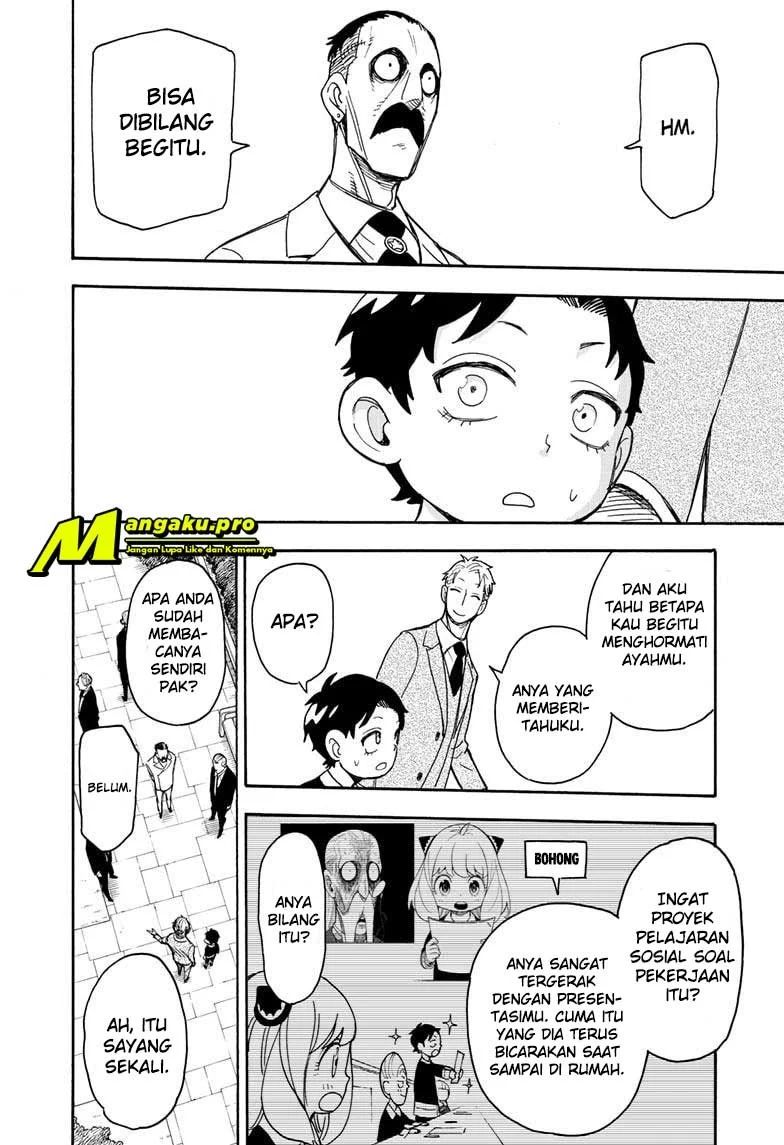 HM.
BISA
DIBILANG
BEGITU.
Mangaku.pro
Jangan Lupa Like dan Komennya
DAN AKU
TAHU BETAPA
KAU BEGITU
MENGHORMATI
AYAHMU.
ANYA YANG
MEMBERI-
TAHUKU.
APA?
INGAT
PROYEK
PELAJARAN
SOSIAL SOAL
PEKERJAAN
ITU?
BOHONG
ANYA SANGAT
TERGERAK
DENGAN PRESEN-
TASIMU. CUMA ITU
YANG DIA TERUS
BICARAKAN SAAT
SAMPAI DI RUMAH.
ANYA
BILANG
ITU?
APA ANDA
SUDAH
MEMBA-
CANYA
SENDIRI
PAK?
BELUM.
AH, ITU
SAYANG
SEKALI.